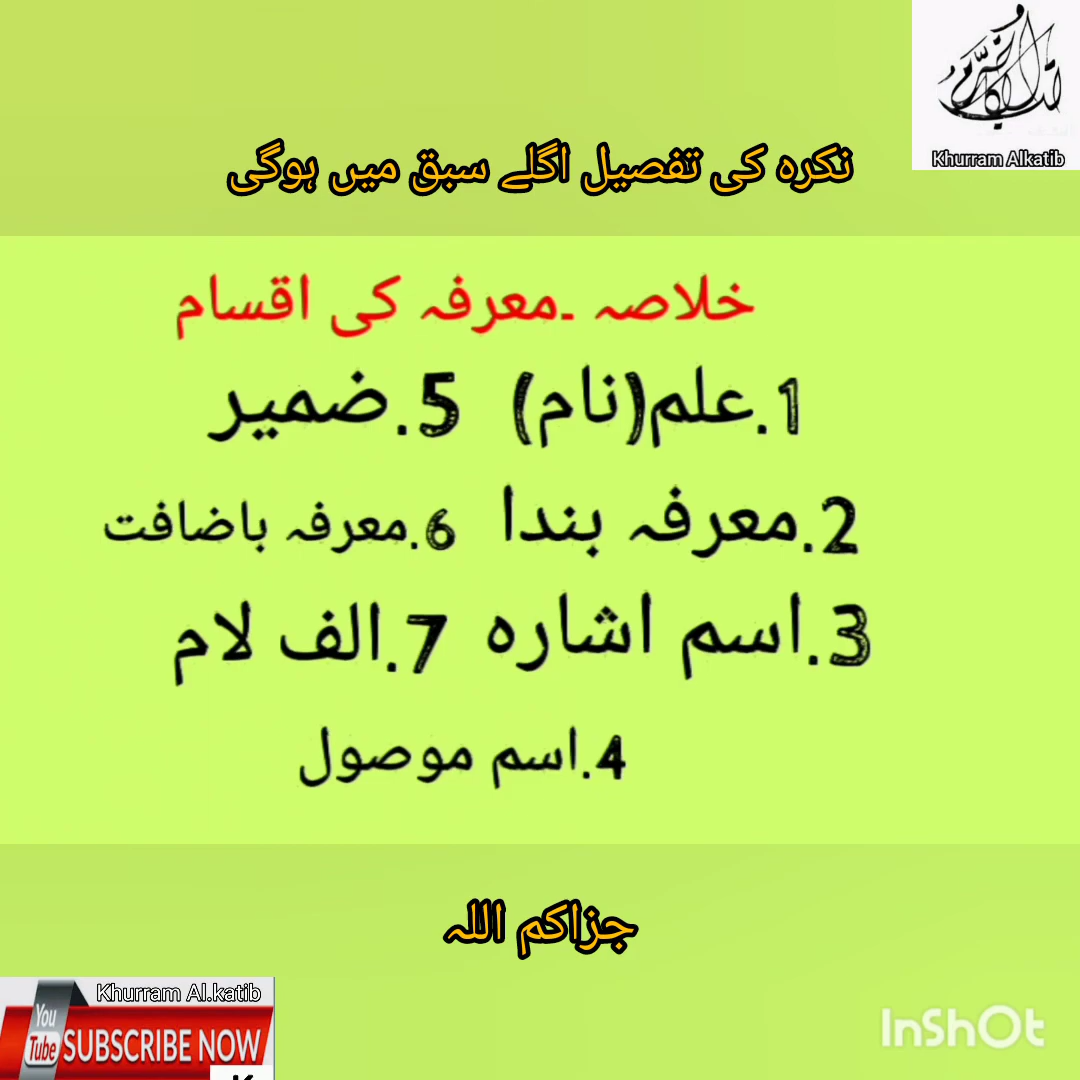 Khurram Alkatib
نکرہ کی تفصیل اگلے سبق میں ہوگی
خلاصہ ۔معرفہ کی اقسام
1.علم(نام) 5.ضمیر
2.معرفہ بندا 6.معرفہ باضافت
3.اسم اشارہ 7.الف لام
4.اسم موصول
جزاکم اللہ
Khurram Al.katib
You
Tube SUBSCRIBE NOW
InShOt